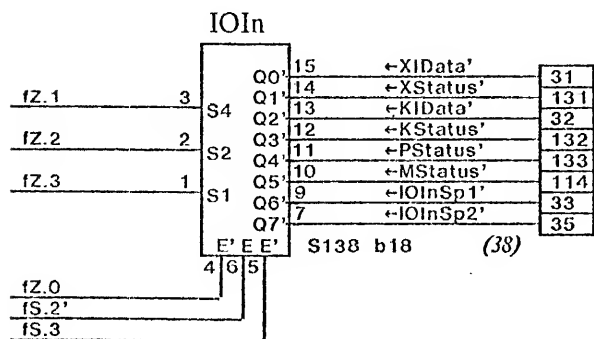 IOIn
15 ←XIData' 31
Q0' 14 ←XStatus' 131
fZ.1 3 S4 Q1' 13 ←KIData' 32
Q2' 12 ←KStatus' 132
fZ.2 2 S2 Q3' 11 ←PStatus' 133
Q4' 10 ←MStatus' 114
fZ.3 1 S1 Q5' 9 ←IOInSp1' 33
Q6' 7 ←IOInSp2' 35
Q7'
E' E E' S138 b18 (38)
4 6 5
fZ.0
fS.2'
fS.3